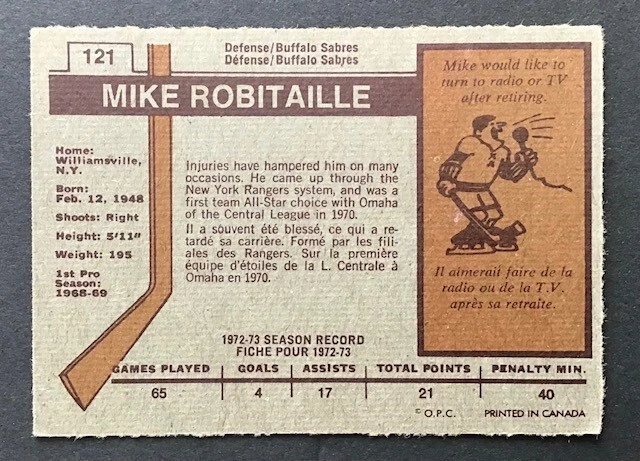 121
Defense/Buffalo Sabres
Défense/Buffalo Sabres
MIKE ROBITAILLE
Home:
Williamsville,
N.Y.
Born:
Feb. 12, 1948
Shoots: Right
Height: 5'11"
Weight: 195
1st Pro
Season:
1968-69
Injuries have hampered him on many
occasions. He came up through the
New York Rangers system, and was a
first team All-Star choice with Omaha
of the Central League in 1970.
Il a souvent été blessé, ce qui a re-
tardé sa carrière. Formé par les fili-
ales des Rangers. Sur la première
équipe d'étoiles de la L. Centrale à
Omaha en 1970.
Mike would like to
turn to radio or TV
after retiring.
Il aimerait faire de la
radio ou de la T.V.
après sa retraite.
1972-73 SEASON RECORD
FICHE POUR 1972-73
GAMES PLAYED GOALS ASSISTS TOTAL POINTS PENALTY MIN.
65 4 17 21 40
© O.P.C. PRINTED IN CANADA